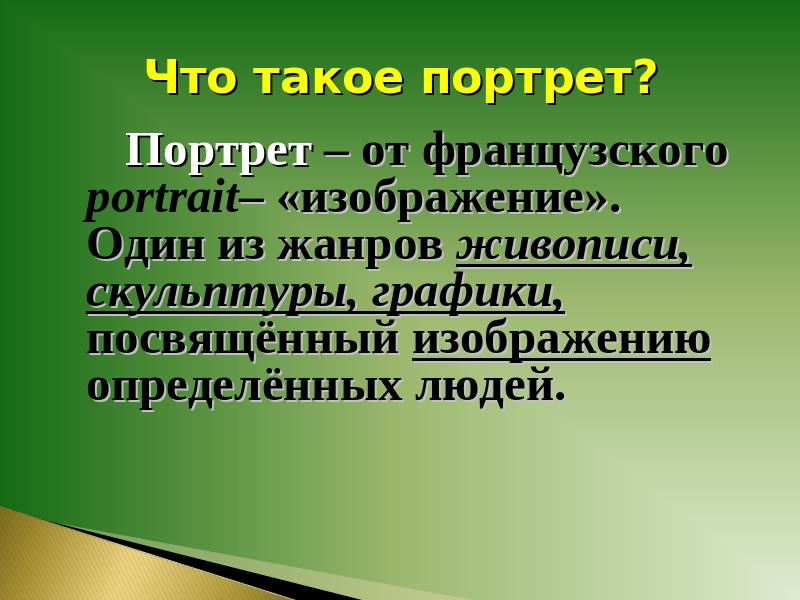 Что такое портрет?
Портрет – от французского
portrait– «изображение».
Один из жанров живописи,
скульптуры, графики,
посвящённый изображению
определённых людей.